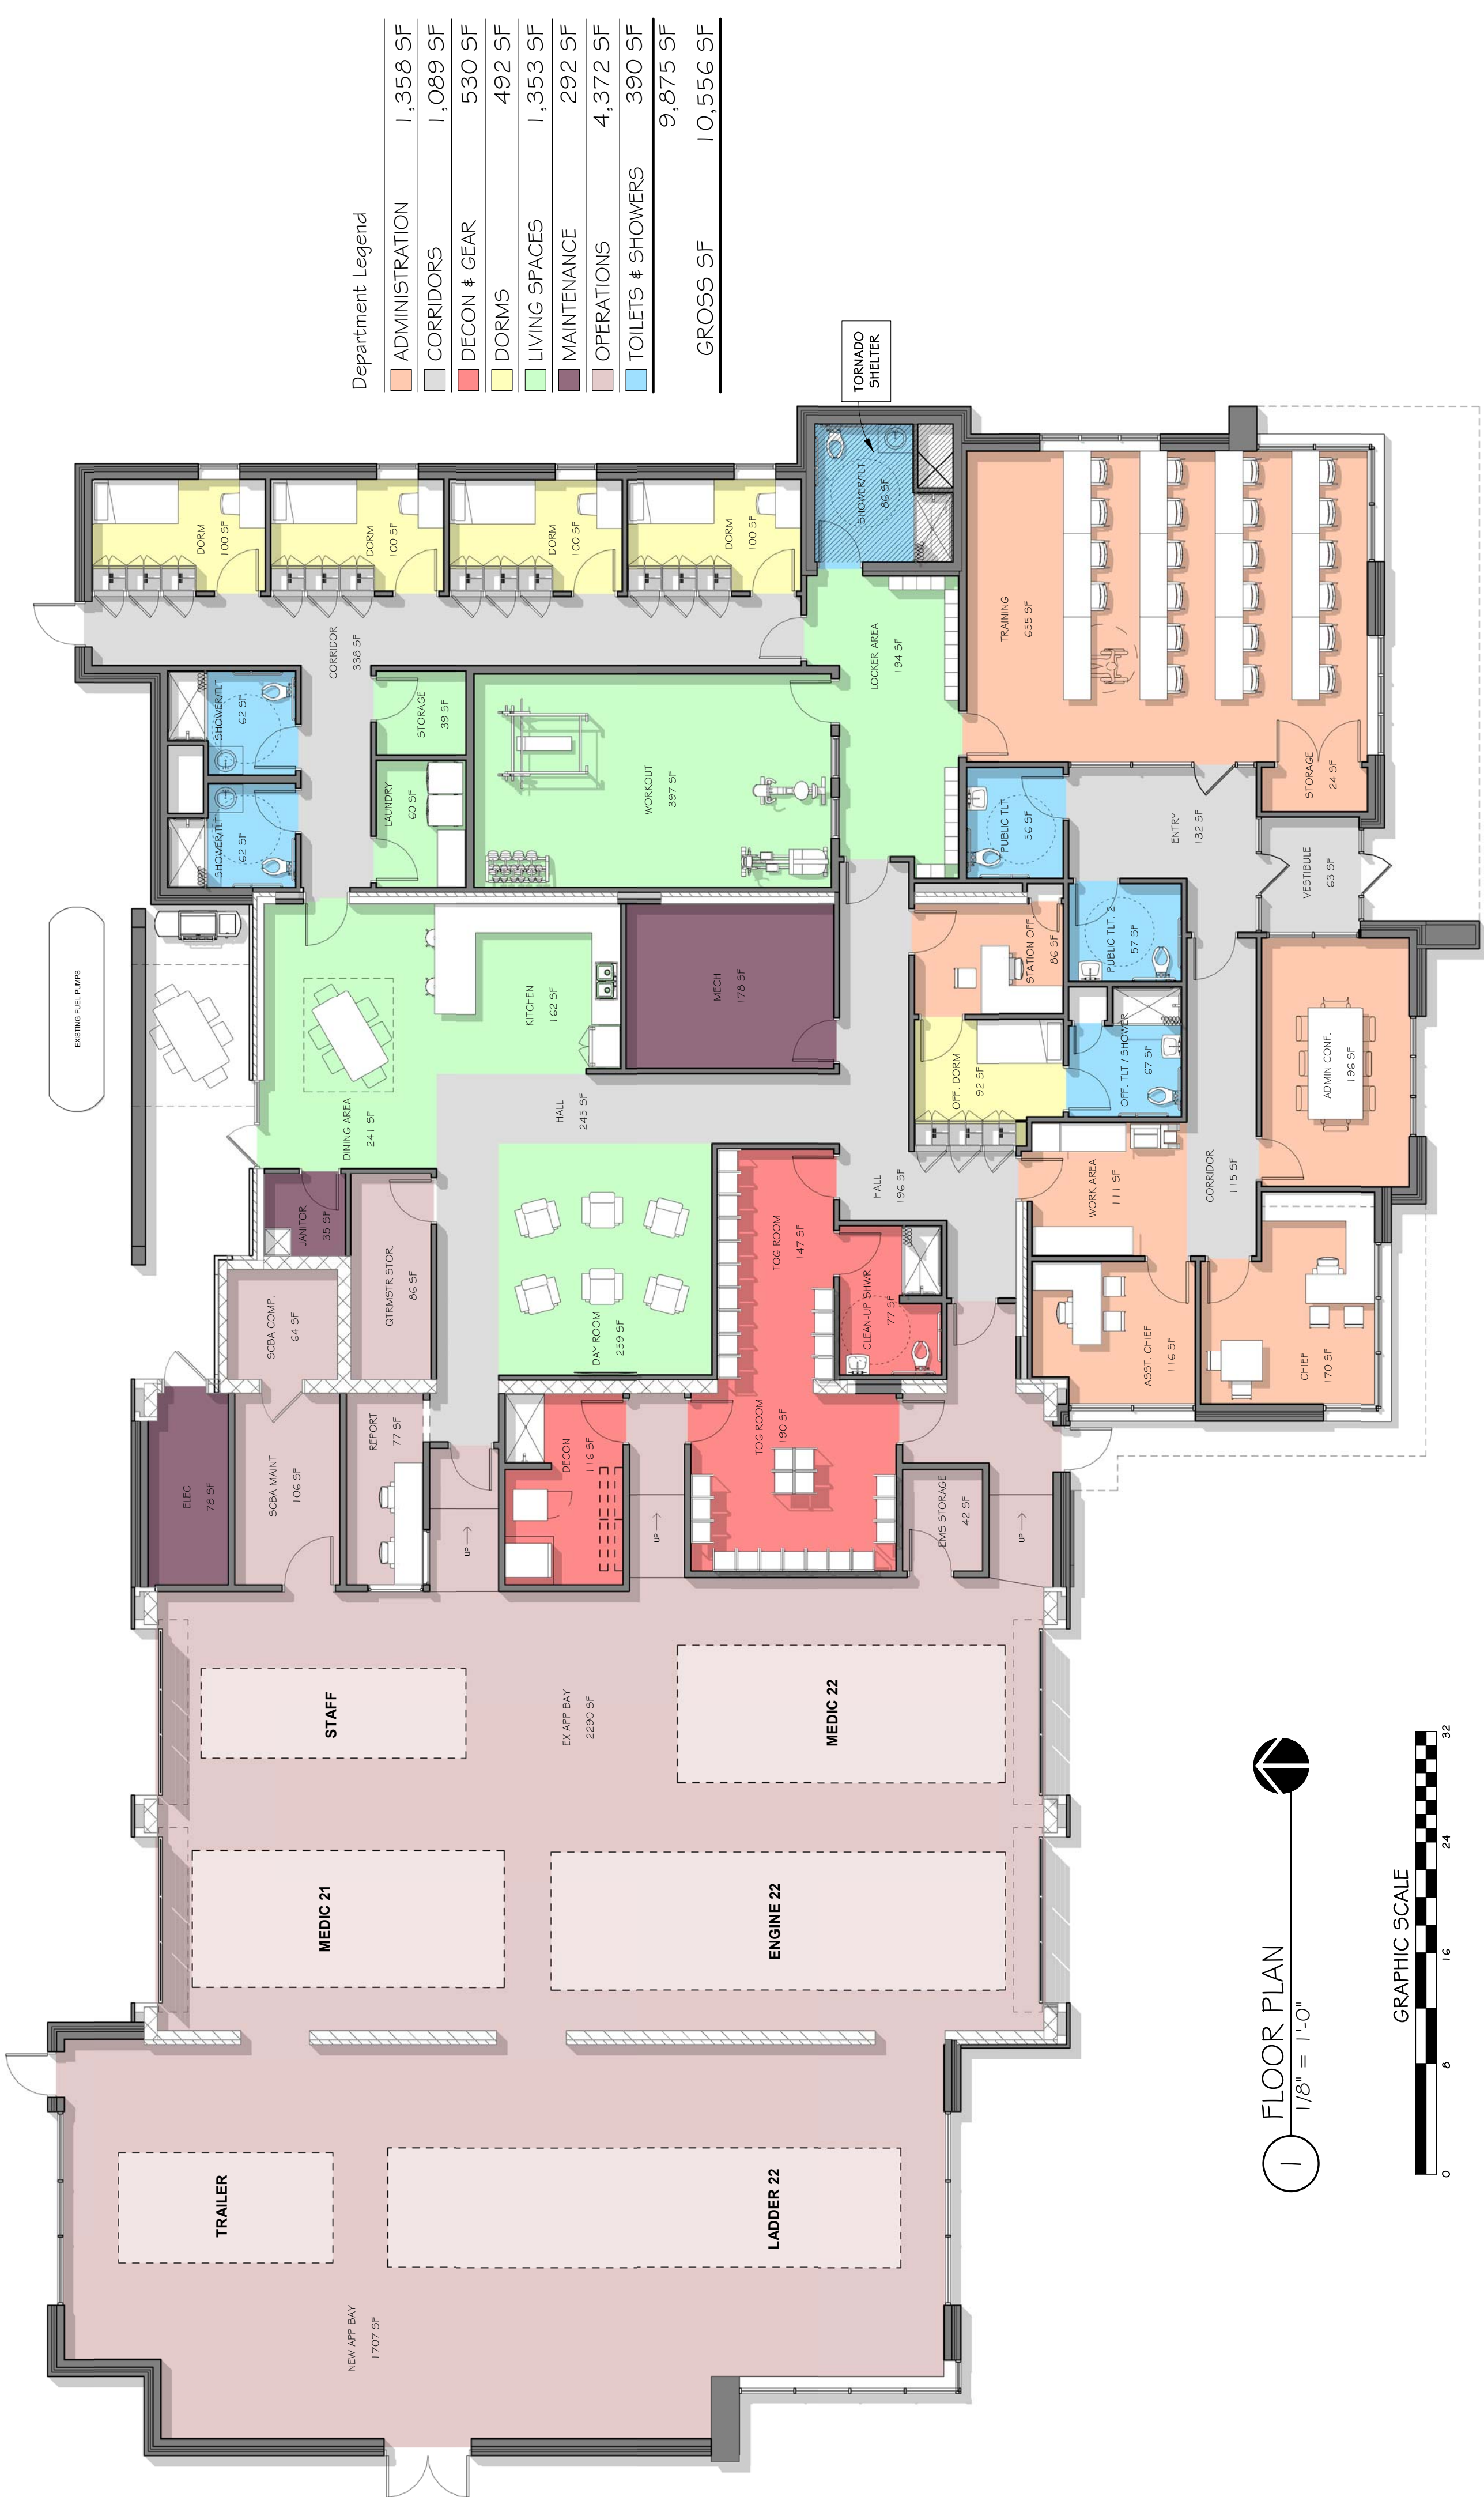 Department Legend
ADMINISTRATION 1,358 SF
CORRIDORS 1,089 SF
DECON & GEAR 530 SF
DORMS 492 SF
LIVING SPACES 1,353 SF
MAINTENANCE 292 SF
OPERATIONS 4,372 SF
TOILETS & SHOWERS 390 SF
9,875 SF
GROSS SF 10,556 SF
EXISTING FUEL PUMPS
TORNADO
SHELTER
NEW APP BAY
1707 SF
TRAILER
LADDER 22
MEDIC 21
ENGINE 22
STAFF
EX APP BAY
2290 SF
MEDIC 22
ELEC
78 SF
SCBA MAINT
106 SF
REPORT
77 SF
UP
DECON
116 SF
UP
TOG ROOM
190 SF
EMS STORAGE
42 SF
UP
SCBA COMP.
64 SF
JANITOR
35 SF
QTRMSTR STOR.
86 SF
DAY ROOM
259 SF
TOG ROOM
147 SF
CLEAN-UP SHWR
77 SF
HALL
196 SF
ASST. CHIEF
116 SF
CHIEF
170 SF
WORK AREA
111 SF
CORRIDOR
115 SF
ADMIN CONF.
196 SF
DINING AREA
241 SF
HALL
245 SF
KITCHEN
162 SF
MECH
178 SF
OFF. DORM
92 SF
STATION OFF.
86 SF
OFF. TLT / SHOWER
67 SF
PUBLIC TLT. 2
57 SF
PUBLIC TLT
56 SF
ENTRY
132 SF
VESTIBULE
63 SF
STORAGE
24 SF
TRAINING
655 SF
SHOWER/TLT
62 SF
SHOWER/TLT
62 SF
LAUNDRY
60 SF
STORAGE
39 SF
WORKOUT
397 SF
LOCKER AREA
194 SF
CORRIDOR
338 SF
DORM
100 SF
DORM
100 SF
DORM
100 SF
DORM
100 SF
SHOWER/TLT
86 SF
1
FLOOR PLAN
1/8" = 1'-0"
GRAPHIC SCALE
0 8 16 24 32